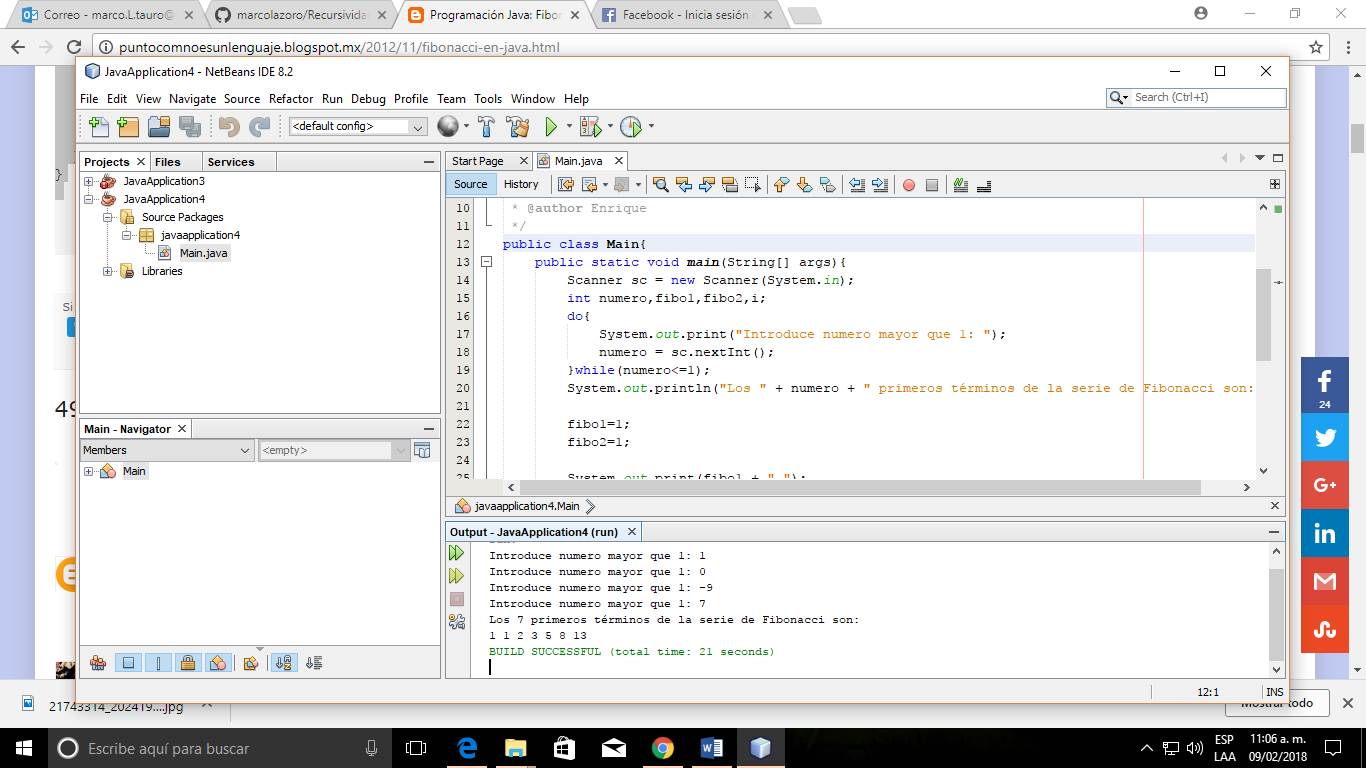 Correo - marco.L.tauro@
marcolazoro/Recursivida
Programación Java: Fibo
Facebook - Inicia sesión
puntocomnoesunlenguaje.blogspot.mx/2012/11/fibonacci-en-java.html
JavaApplication4 - NetBeans IDE 8.2
File Edit View Navigate Source Refactor Run Debug Profile Team Tools Window Help
Search (Ctrl+I)
<default config>
Projects Files Services
JavaApplication3
JavaApplication4
Source Packages
javaapplication4
Main.java
Libraries
Start Page Main.java
Source History
10 * @author Enrique
11 */
12 public class Main{
13 public static void main(String[] args){
14 Scanner sc = new Scanner(System.in);
15 int numero,fibo1,fibo2,i;
16 do{
17 System.out.print("Introduce numero mayor que 1: ");
18 numero = sc.nextInt();
19 }while(numero<=1);
20 System.out.println("Los " + numero + " primeros términos de la serie de Fibonacci son:
21
22 fibo1=1;
23 fibo2=1;
24
25 System.out.print(fibo1 + " ");
javaapplication4.Main
Main - Navigator
Members <empty>
Main
Output - JavaApplication4 (run)
Introduce numero mayor que 1: 1
Introduce numero mayor que 1: 0
Introduce numero mayor que 1: -9
Introduce numero mayor que 1: 7
Los 7 primeros términos de la serie de Fibonacci son:
1 1 2 3 5 8 13
BUILD SUCCESSFUL (total time: 21 seconds)
12:1 INS
}
Si
49
f
24
G+
in
21743314_202419....jpg
Mostrar todo
Escribe aquí para buscar
ESP
LAA
11:06 a. m.
09/02/2018